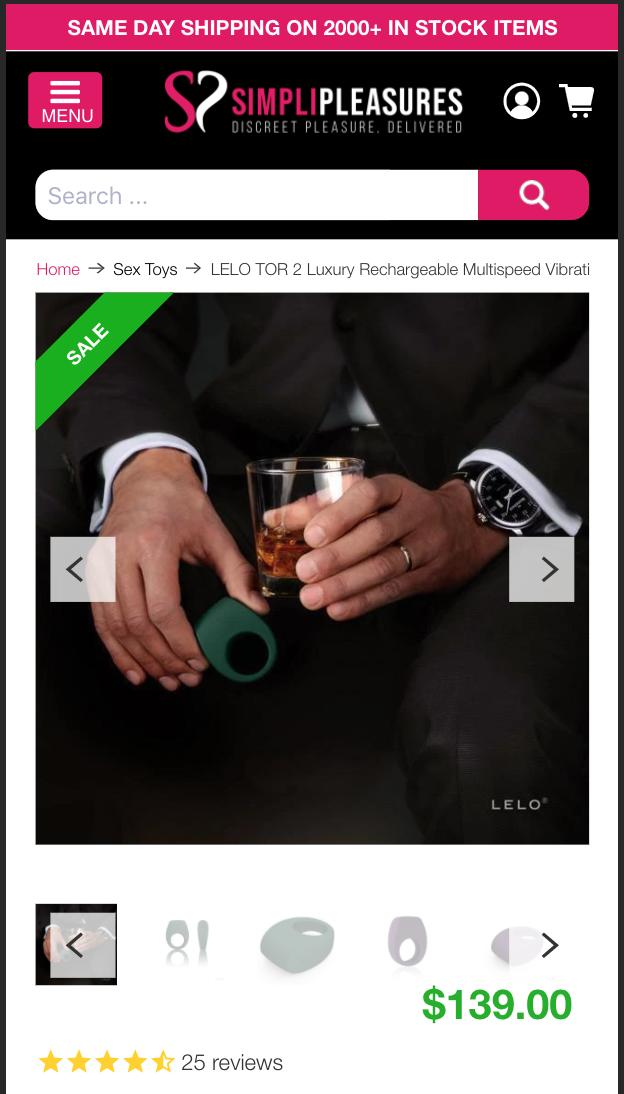 SAME DAY SHIPPING ON 2000+ IN STOCK ITEMS
MENU
SIMPLIPLEASURES
DISCREET PLEASURE, DELIVERED
Search ...
Home → Sex Toys → LELO TOR 2 Luxury Rechargeable Multispeed Vibrati
SALE
LELO®
$139.00
25 reviews